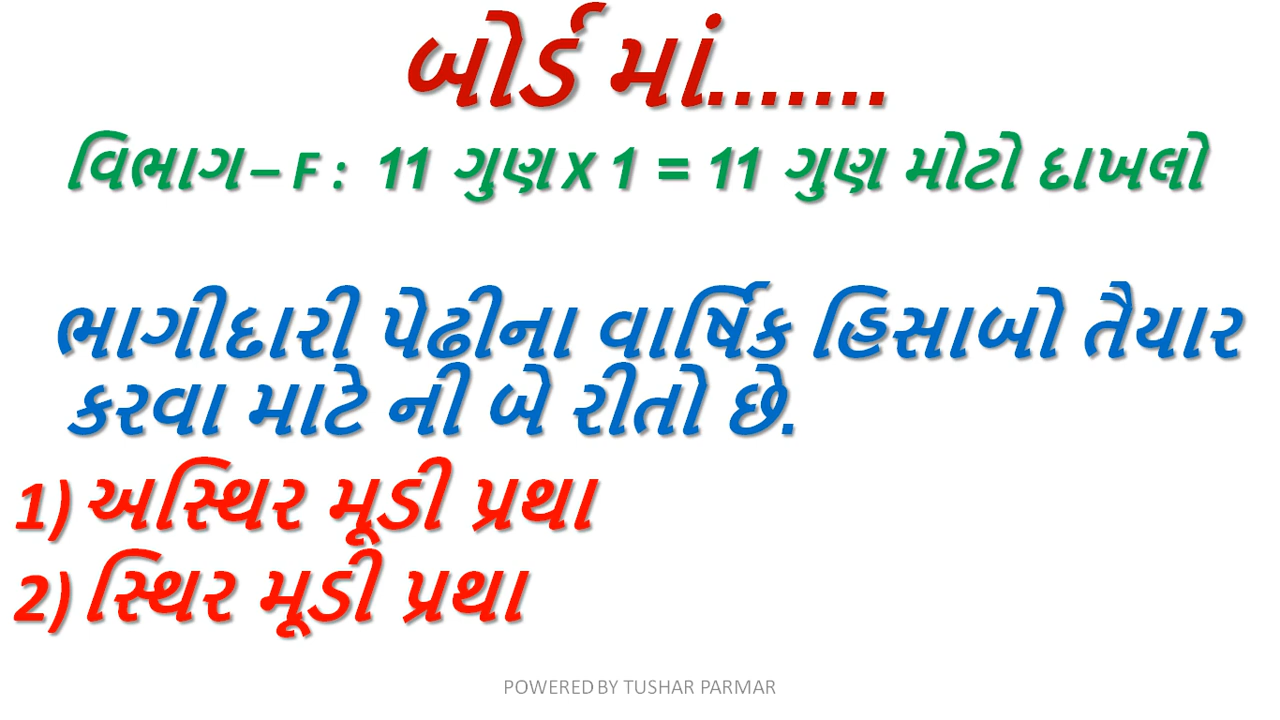 બોર્ડ માં.......
વિભાગ – F : 11 ગુણ X 1 = 11 ગુણ મોટો દાખલો
ભાગીદારી પેઢીના વાર્ષિક હિસાબો તૈયાર
કરવા માટે ની બે રીતો છે.
1) અસ્થિર મૂડી પ્રથા
2) સ્થિર મૂડી પ્રથા
POWERED BY TUSHAR PARMAR